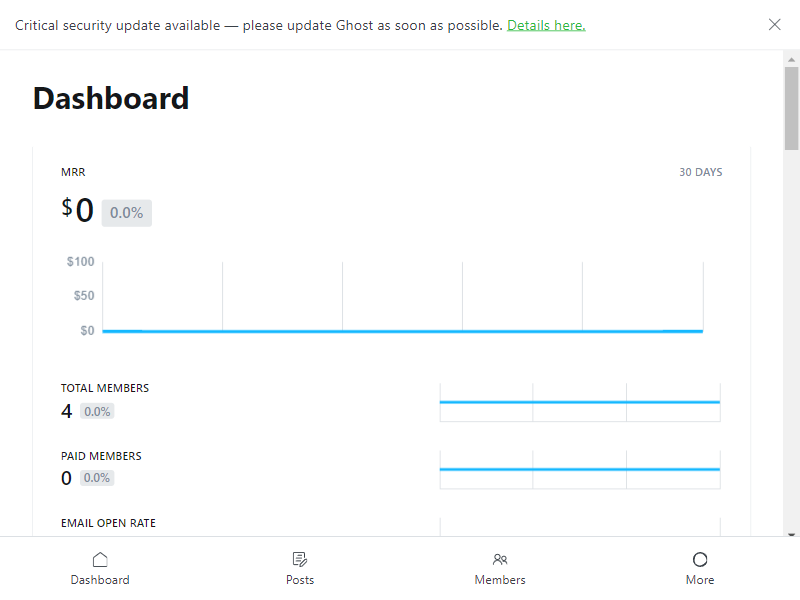 Critical security update available — please update Ghost as soon as possible. Details here.
Dashboard
MRR
30 DAYS
$0 0.0%
$100
$50
$0
TOTAL MEMBERS
4 0.0%
PAID MEMBERS
0 0.0%
EMAIL OPEN RATE
Dashboard
Posts
Members
More